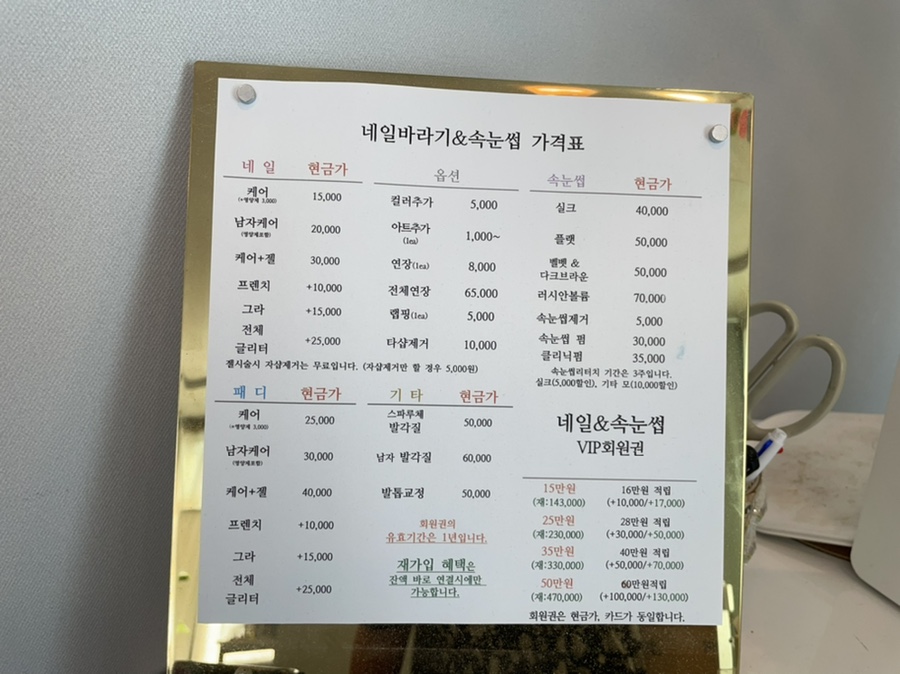 네일바라기&속눈썹 가격표
네 일 현금가
케어 15,000
(+영양제 3,000)
남자케어 20,000
(영양제포함)
케어+젤 30,000
프렌치 +10,000
그라 +15,000
전체
글리터 +25,000
옵션
컬러추가 5,000
아트추가 1,000~
(1ea)
연장(1ea) 8,000
전체연장 65,000
랩핑(1ea) 5,000
타샵제거 10,000
젤시술시 자샵제거는 무료입니다. (자샵제거만 할 경우 5,000원)
속눈썹 현금가
실크 40,000
플랫 50,000
벨벳 &
다크브라운 50,000
러시안볼륨 70,000
속눈썹제거 5,000
속눈썹 펌 30,000
클리닉펌 35,000
속눈썹리터치 기간은 3주입니다.
실크(5,000할인), 기타 모(10,000할인)
패 디 현금가
케어 25,000
(+영양제 3,000)
남자케어 30,000
(영양제포함)
케어+젤 40,000
프렌치 +10,000
그라 +15,000
전체
글리터 +25,000
기 타 현금가
스파루체
발각질 50,000
남자 발각질 60,000
발톱교정 50,000
회원권의
유효기간은 1년입니다.
재가입 혜택은
잔액 바로 연결시에만
가능합니다.
네일&속눈썹
VIP회원권
15만원 16만원 적립
(재:143,000) (+10,000/+17,000)
25만원 28만원 적립
(재:230,000) (+30,000/+50,000)
35만원 40만원 적립
(재:330,000) (+50,000/+70,000)
50만원 60만원적립
(재:470,000) (+100,000/+130,000)
회원권은 현금가, 카드가 동일합니다.